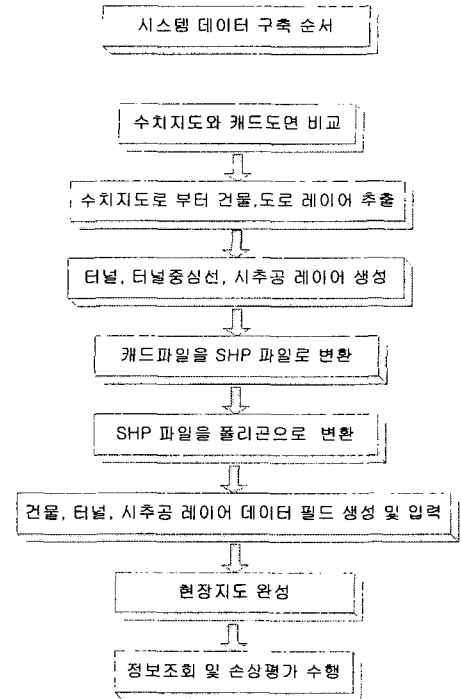 시스템 데이터 구축 순서
수치지도와 캐드도면 비교
수치지도로 부터 건물,도로 레이어 추출
터널, 터널중심선, 시추공 레이어 생성
캐드파일을 SHP 파일로 변환
SHP 파일을 폴리곤으로 변환
건물, 터널, 시추공 레이어 데이터 필드 생성 및 입력
현장지도 완성
정보조회 및 손상평가 수행